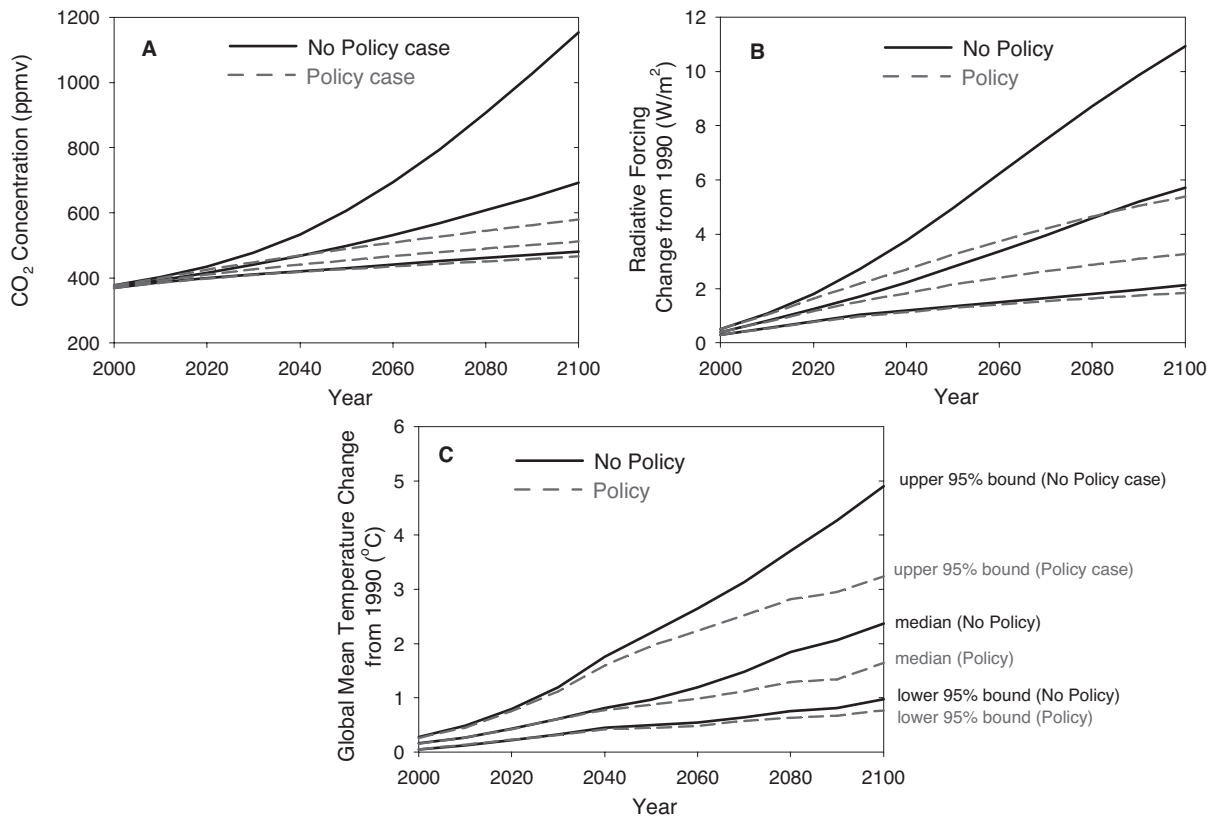 A
No Policy case
Policy case
CO2 Concentration (ppmv)
1200
1000
800
600
400
200
2000 2020 2040 2060 2080 2100
Year
B
No Policy
Policy
Radiative Forcing
Change from 1990 (W/m2)
12
10
8
6
4
2
0
2000 2020 2040 2060 2080 2100
Year
C
No Policy
Policy
Global Mean Temperature Change
from 1990 (oC)
6
5
4
3
2
1
0
2000 2020 2040 2060 2080 2100
Year
upper 95% bound (No Policy case)
upper 95% bound (Policy case)
median (No Policy)
median (Policy)
lower 95% bound (No Policy)
lower 95% bound (Policy)